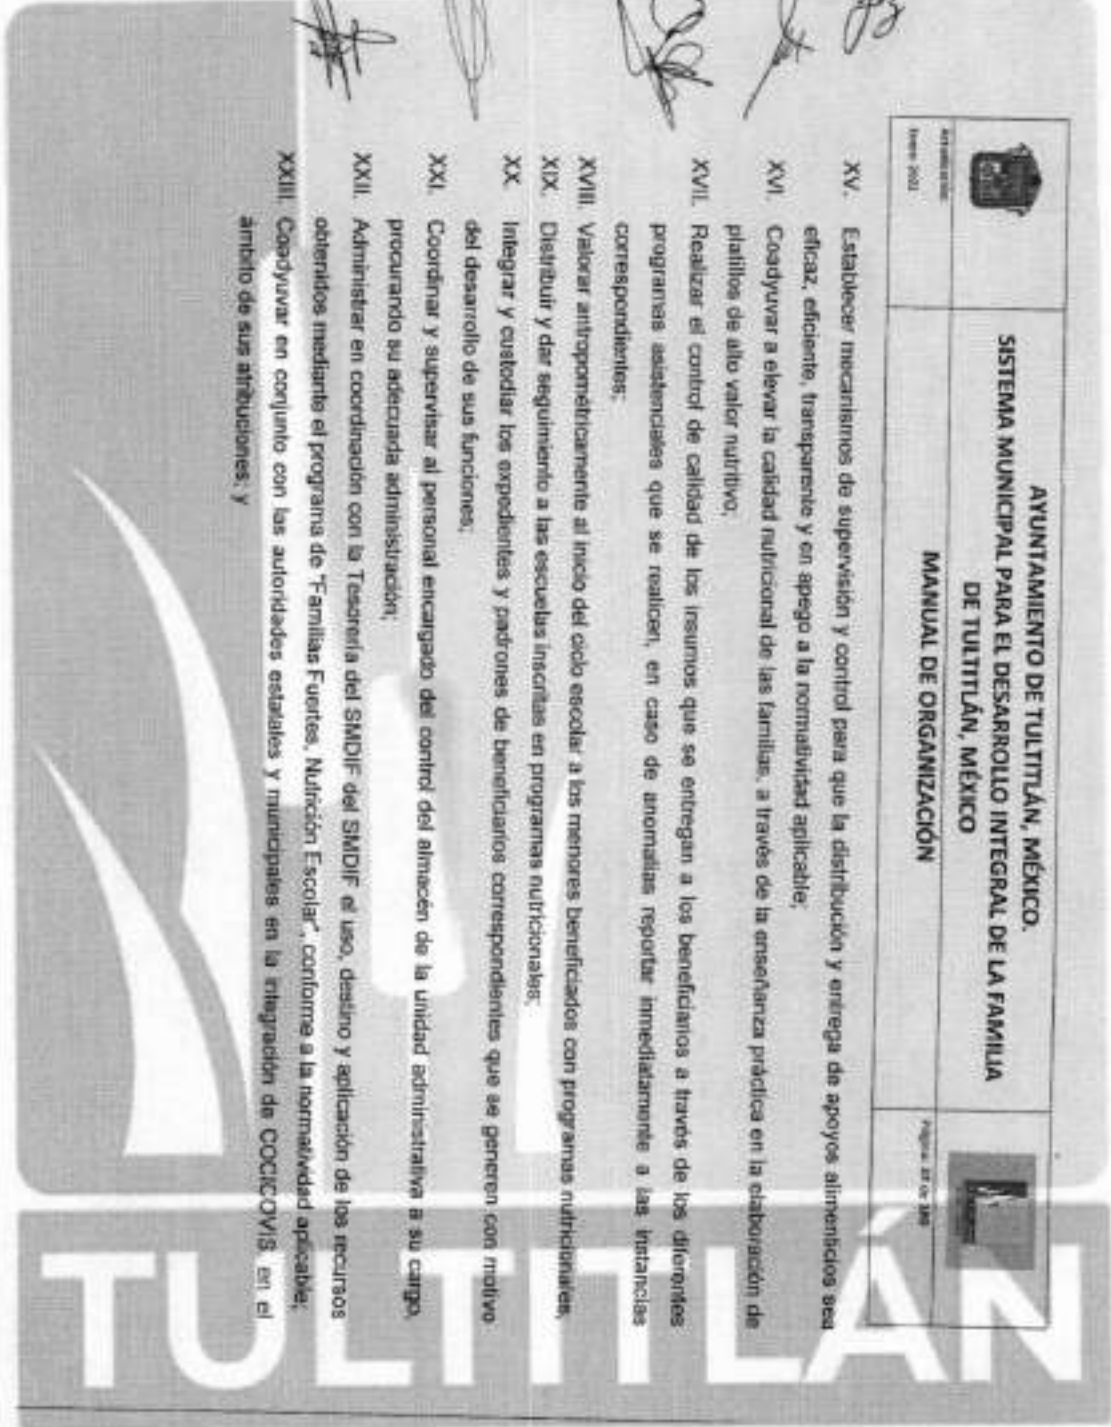 AYUNTAMIENTO DE TULTITLÁN, MÉXICO.
SISTEMA MUNICIPAL PARA EL DESARROLLO INTEGRAL DE LA FAMILIA
DE TULTITLÁN, MÉXICO
MANUAL DE ORGANIZACIÓN
Enero 2022
XV. Establecer mecanismos de supervisión y control para que la distribución y entrega de apoyos alimenticios sea
eficaz, eficiente, transparente y en apego a la normatividad aplicable;
XVI. Coadyuvar a elevar la calidad nutricional de las familias, a través de la enseñanza práctica en la elaboración de
platillos de alto valor nutritivo;
XVII. Realizar el control de calidad de los insumos que se entregan a los beneficiarios a través de los diferentes
programas asistenciales que se realicen, en caso de anomalías reportar inmediatamente a las instancias
correspondientes;
XVIII. Valorar antropométricamente al inicio del ciclo escolar a los menores beneficiados con programas nutricionales;
XIX. Distribuir y dar seguimiento a las escuelas inscritas en programas nutricionales;
XX. Integrar y custodiar los expedientes y padrones de beneficiarios correspondientes que se generen con motivo
del desarrollo de sus funciones;
XXI. Coordinar y supervisar al personal encargado del control del almacén de la unidad administrativa a su cargo,
procurando su adecuada administración;
XXII. Administrar en coordinación con la Tesorería del SMDIF del SMDIF el uso, destino y aplicación de los recursos
obtenidos mediante el programa de "Familias Fuertes, Nutrición Escolar", conforme a la normatividad aplicable;
XXIII. Coadyuvar en conjunto con las autoridades estatales y municipales en la integración de COCICOVIS en el
ámbito de sus atribuciones; y
TULTITLÁN